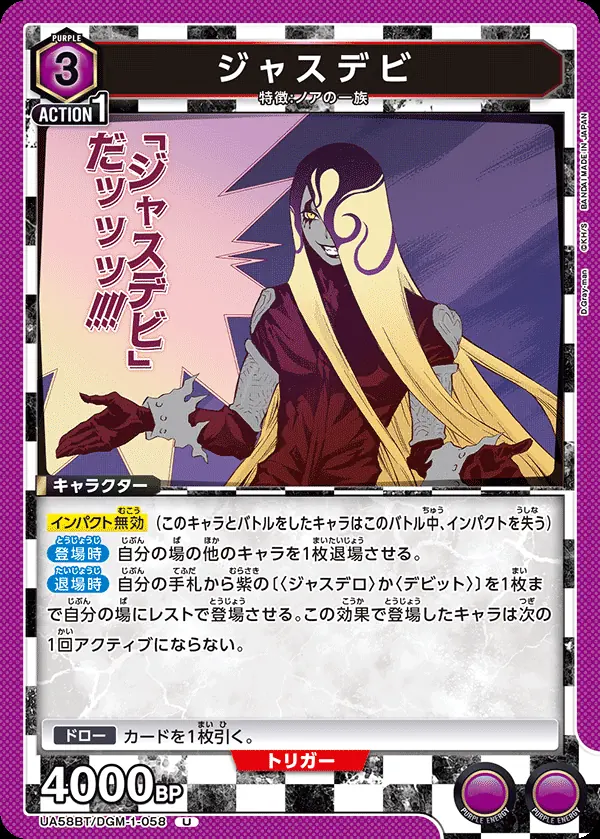 PURPLE
3
ACTION 1
ジャスデビ
特徴:ノアの一族
「ジャスデビ」
だッッッ!!!!!
D.Gray-man ©KH/S BANDAI MADE IN JAPAN
キャラクター
インパクト無効 (このキャラとバトルをしたキャラはこのバトル中、インパクトを失う)
登場時 自分の場の他のキャラを1枚退場させる。
退場時 自分の手札から紫の〔〈ジャスデロ〉か〈デビット〉〕を1枚ま
で自分の場にレストで登場させる。この効果で登場したキャラは次の
1回アクティブにならない。
ドロー カードを1枚引く。
トリガー
4000BP
PURPLE ENERGY
PURPLE ENERGY
UA58BT/DGM-1-058 U